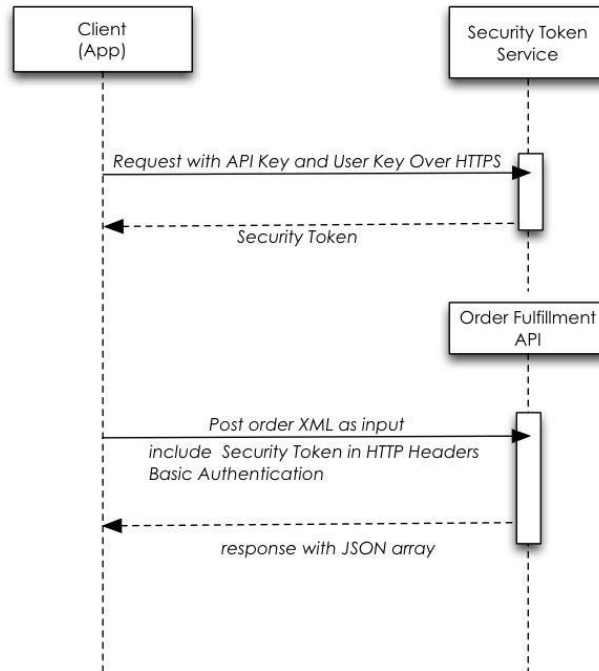 Client
(App)
Security Token
Service
Request with API Key and User Key Over HTTPS
Security Token
Order Fulfillment
API
Post order XML as input
include Security Token in HTTP Headers
Basic Authentication
response with JSON array